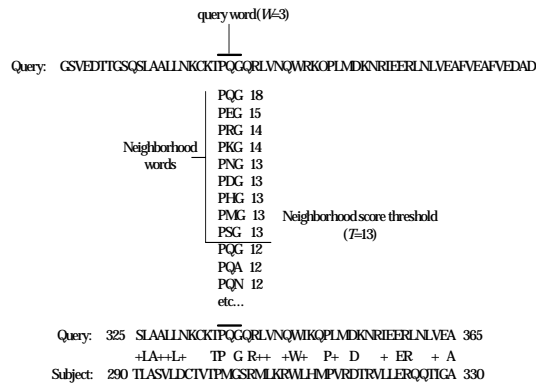 query word (W=3)
Query: GSVEDTTGSQSLAALLNKCKTPQGQRLVNQWRKOPLMDKNRIEERLNLVEAFVEAFVEDAD
PQG 18
PEG 15
PRG 14
PKG 14
Neighborhood words
PNG 13
PDG 13
PHG 13
PMG 13
Neighborhood score threshold
PSG 13
(T=13)
PQG 12
PQA 12
PQN 12
etc...
Query: 325 SLAALLNKCKTPQGQRLVNQWIKQPLMDKNRIEERLNLVEA 365
+LA++L+ TP G R++ +W+ P+ D + ER + A
Subject: 290 TLASVLDCTVTPMGSRMLKRWLHMPVRDTRVLLERQQTIGA 330